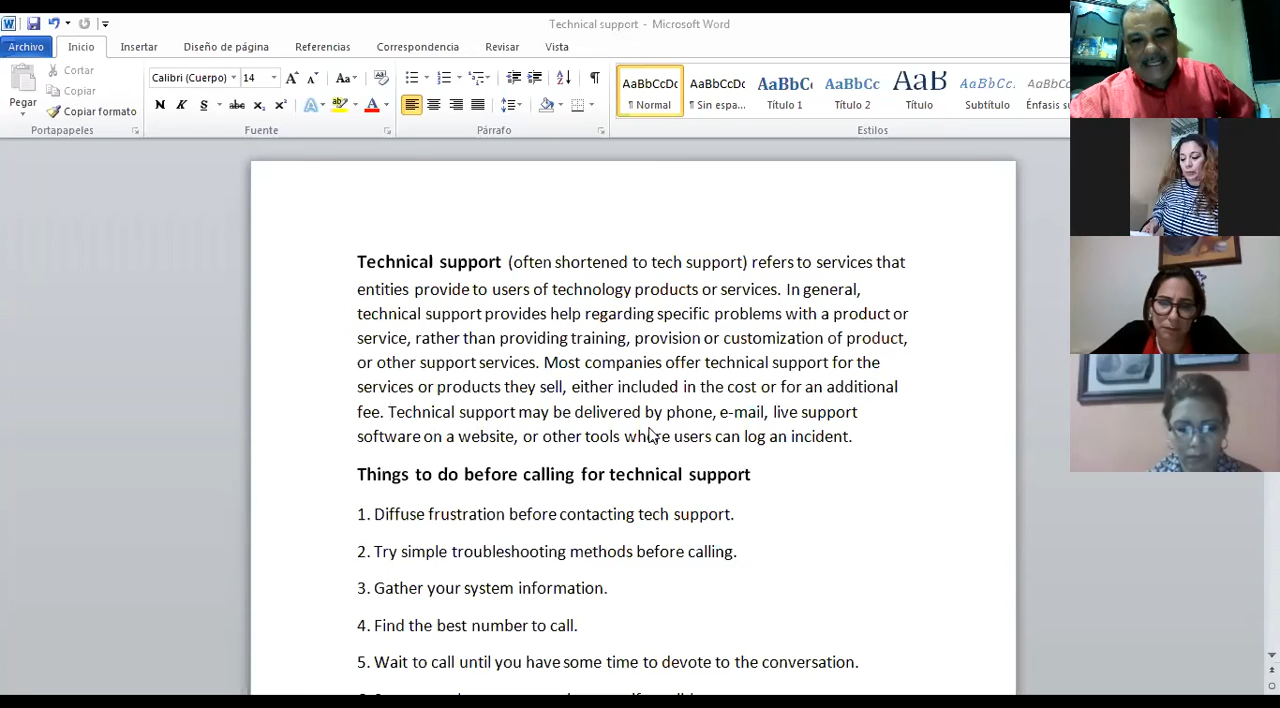 Technical support - Microsoft Word
Archivo Inicio Insertar Diseño de página Referencias Correspondencia Revisar Vista
Pegar
Cortar
Copiar
Copiar formato
Portapapeles
Calibri (Cuerpo) 14
Fuente
Párrafo
AaBbCcDc AaBbCcDc AaBbC AaBbCc AaB AaBbCc. AaBbCc
¶ Normal ¶ Sin espa... Título 1 Título 2 Título Subtítulo Énfasis
Estilos
Technical support (often shortened to tech support) refers to services that
entities provide to users of technology products or services. In general,
technical support provides help regarding specific problems with a product or
service, rather than providing training, provision or customization of product,
or other support services. Most companies offer technical support for the
services or products they sell, either included in the cost or for an additional
fee. Technical support may be delivered by phone, e-mail, live support
software on a website, or other tools where users can log an incident.
Things to do before calling for technical support
1. Diffuse frustration before contacting tech support.
2. Try simple troubleshooting methods before calling.
3. Gather your system information.
4. Find the best number to call.
5. Wait to call until you have some time to devote to the conversation.